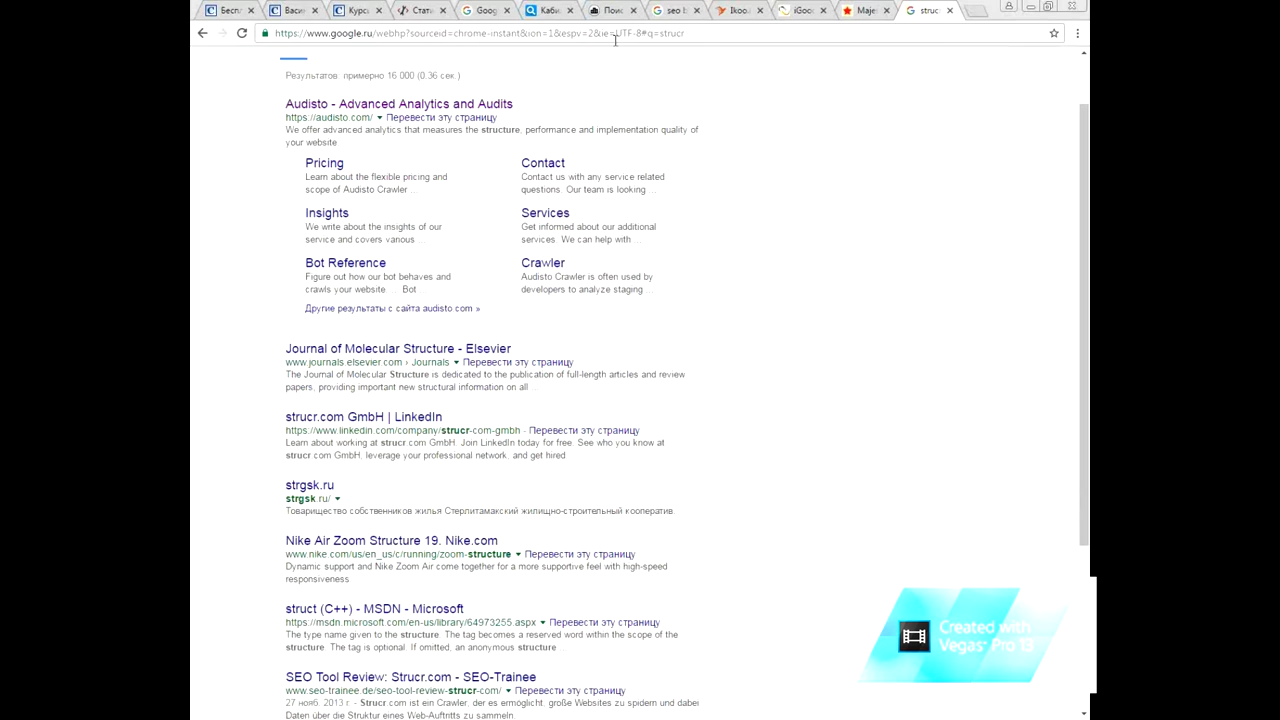 Бесп
Васи
Курс
Стати
Goog
Каби
Поис
seo b
Ikoo
iGoo
Maje
struc
https://www.google.ru/webhp?sourceid=chrome-instant&ion=1&espv=2&ie=UTF-8#q=strucr
Результатов: примерно 16 000 (0,36 сек.)
Audisto - Advanced Analytics and Audits
https://audisto.com/ ▼ Перевести эту страницу
We offer advanced analytics that measures the structure, performance and implementation quality of
your website
Pricing
Learn about the flexible pricing and
scope of Audisto Crawler ...
Contact
Contact us with any service related
questions. Our team is looking ...
Insights
We write about the insights of our
service and covers various ...
Services
Get informed about our additional
services. We can help with ...
Bot Reference
Figure out how our bot behaves and
crawls your website. ... Bot
Crawler
Audisto Crawler is often used by
developers to analyze staging ...
Другие результаты с сайта audisto.com »
Journal of Molecular Structure - Elsevier
www.journals.elsevier.com › Journals ▼ Перевести эту страницу
The Journal of Molecular Structure is dedicated to the publication of full-length articles and review
papers, providing important new structural information on all ...
strucr.com GmbH | LinkedIn
https://www.linkedin.com/company/strucr-com-gmbh - Перевести эту страницу
Learn about working at strucr.com GmbH. Join LinkedIn today for free. See who you know at
strucr.com GmbH, leverage your professional network, and get hired
strgsk.ru
strgsk.ru/ ▼
Товарищество собственников жилья Стерлитамакский жилищно-строительный кооператив.
Nike Air Zoom Structure 19. Nike.com
www.nike.com/us/en_us/c/running/zoom-structure ▼ Перевести эту страницу
Dynamic support and Nike Zoom Air come together for a more supportive feel with high-speed
responsiveness
struct (C++) - MSDN - Microsoft
https://msdn.microsoft.com/en-us/library/64973255.aspx ▼ Перевести эту страницу
The type name given to the structure. The tag becomes a reserved word within the scope of the
structure. The tag is optional. If omitted, an anonymous structure ...
SEO Tool Review: Strucr.com - SEO-Trainee
www.seo-trainee.de/seo-tool-review-strucr-com/ ▼ Перевести эту страницу
27 нояб. 2013 г. - Strucr.com ist ein Crawler, der es ermöglicht, große Websites zu spidern und dabei
Daten über die Struktur eines Web-Auftritts zu sammeln.
Created with
Vegas Pro 13